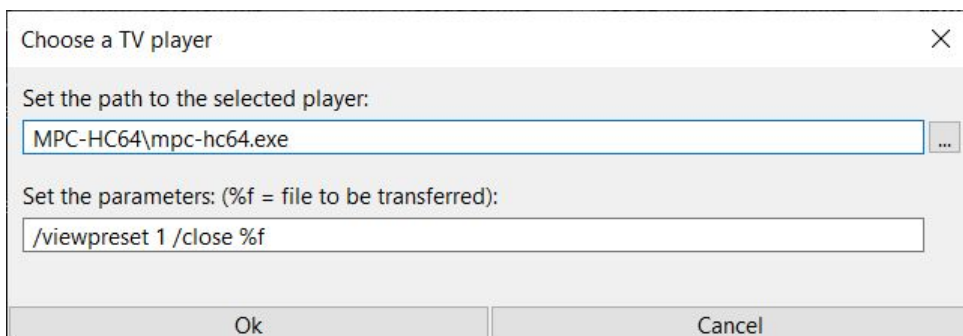 Choose a TV player
Set the path to the selected player:
MPC-HC64\mpc-hc64.exe
...
Set the parameters: (%f = file to be transferred):
/viewpreset 1 /close %f
Ok
Cancel